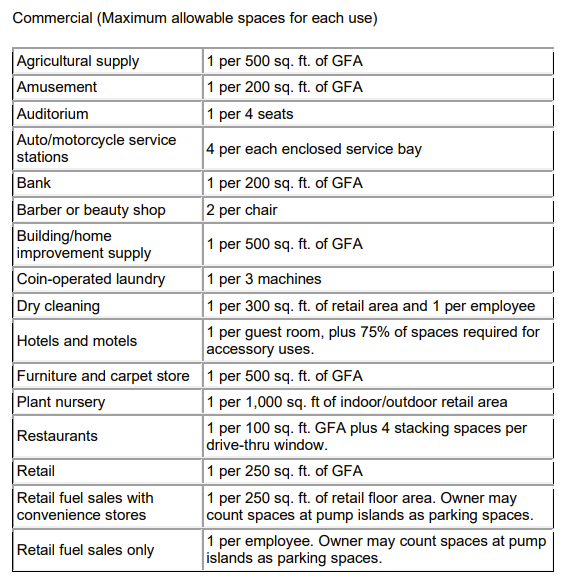 Commercial (Maximum allowable spaces for each use)
Agricultural supply 1 per 500 sq. ft. of GFA
Amusement 1 per 200 sq. ft. of GFA
Auditorium 1 per 4 seats
Auto/motorcycle service
stations
4 per each enclosed service bay
Bank 1 per 200 sq. ft. of GFA
Barber or beauty shop 2 per chair
Building/home
improvement supply
1 per 500 sq. ft. of GFA
Coin-operated laundry 1 per 3 machines
Dry cleaning 1 per 300 sq. ft. of retail area and 1 per employee
Hotels and motels
1 per guest room, plus 75% of spaces required for
accessory uses.
Furniture and carpet store 1 per 500 sq. ft. of GFA
Plant nursery 1 per 1,000 sq. ft of indoor/outdoor retail area
Restaurants
1 per 100 sq. ft. GFA plus 4 stacking spaces per
drive-thru window.
Retail 1 per 250 sq. ft. of GFA
Retail fuel sales with
convenience stores
1 per 250 sq. ft. of retail floor area. Owner may
count spaces at pump islands as parking spaces.
Retail fuel sales only
1 per employee. Owner may count spaces at pump
islands as parking spaces.